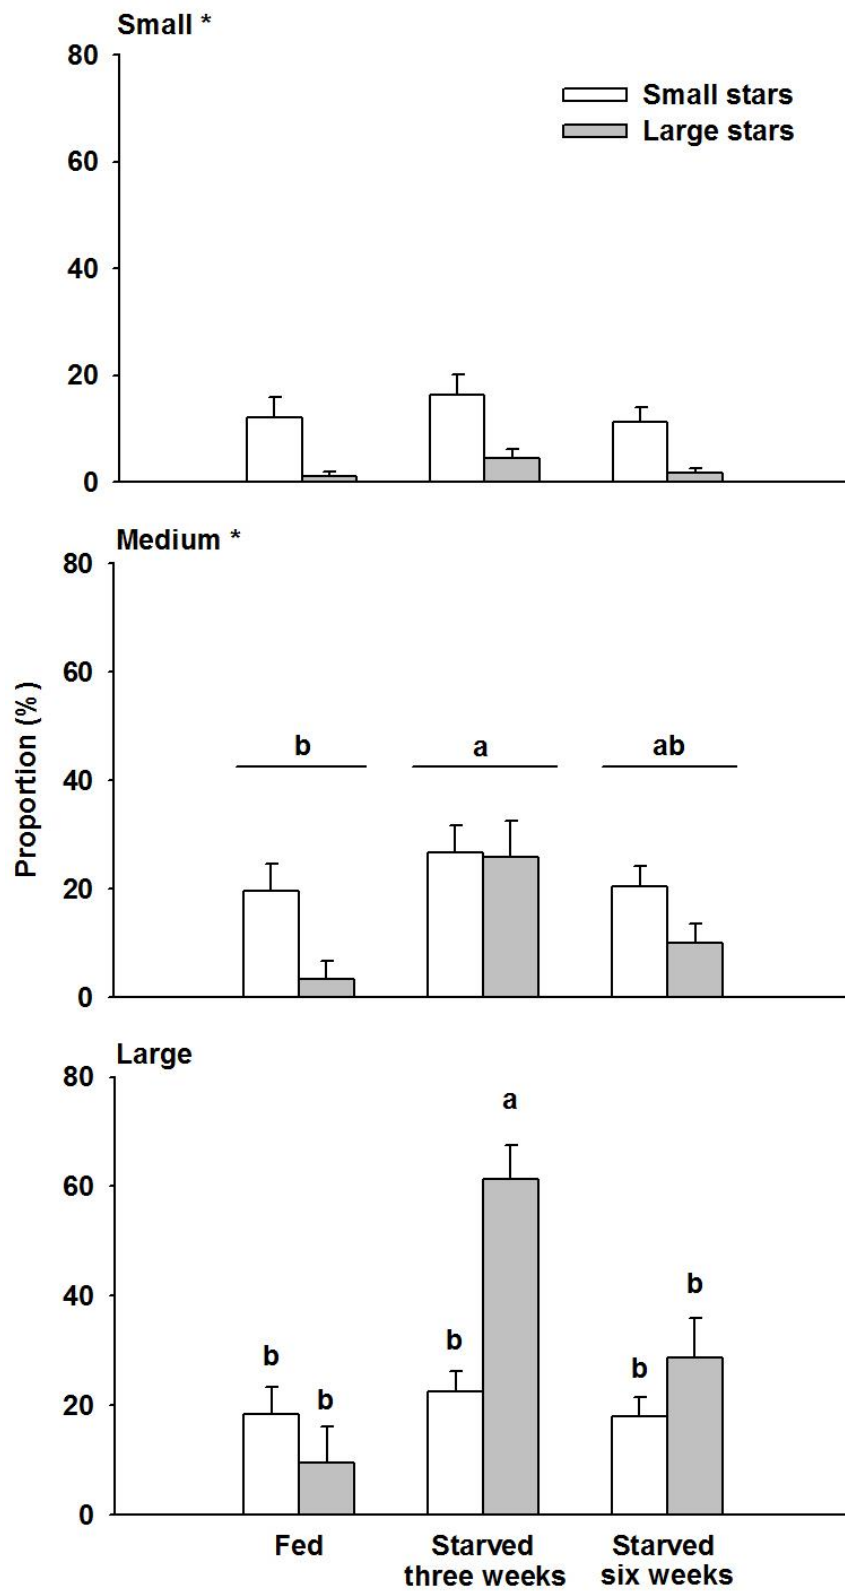 Small *
80
Small stars
Large stars
60
40
20
0
Medium *
80
60
b a ab
40
20
0
Proportion (%)
Large
80
a
60
40
b
b
b
b
b
20
0
Fed Starved Starved
three weeks six weeks